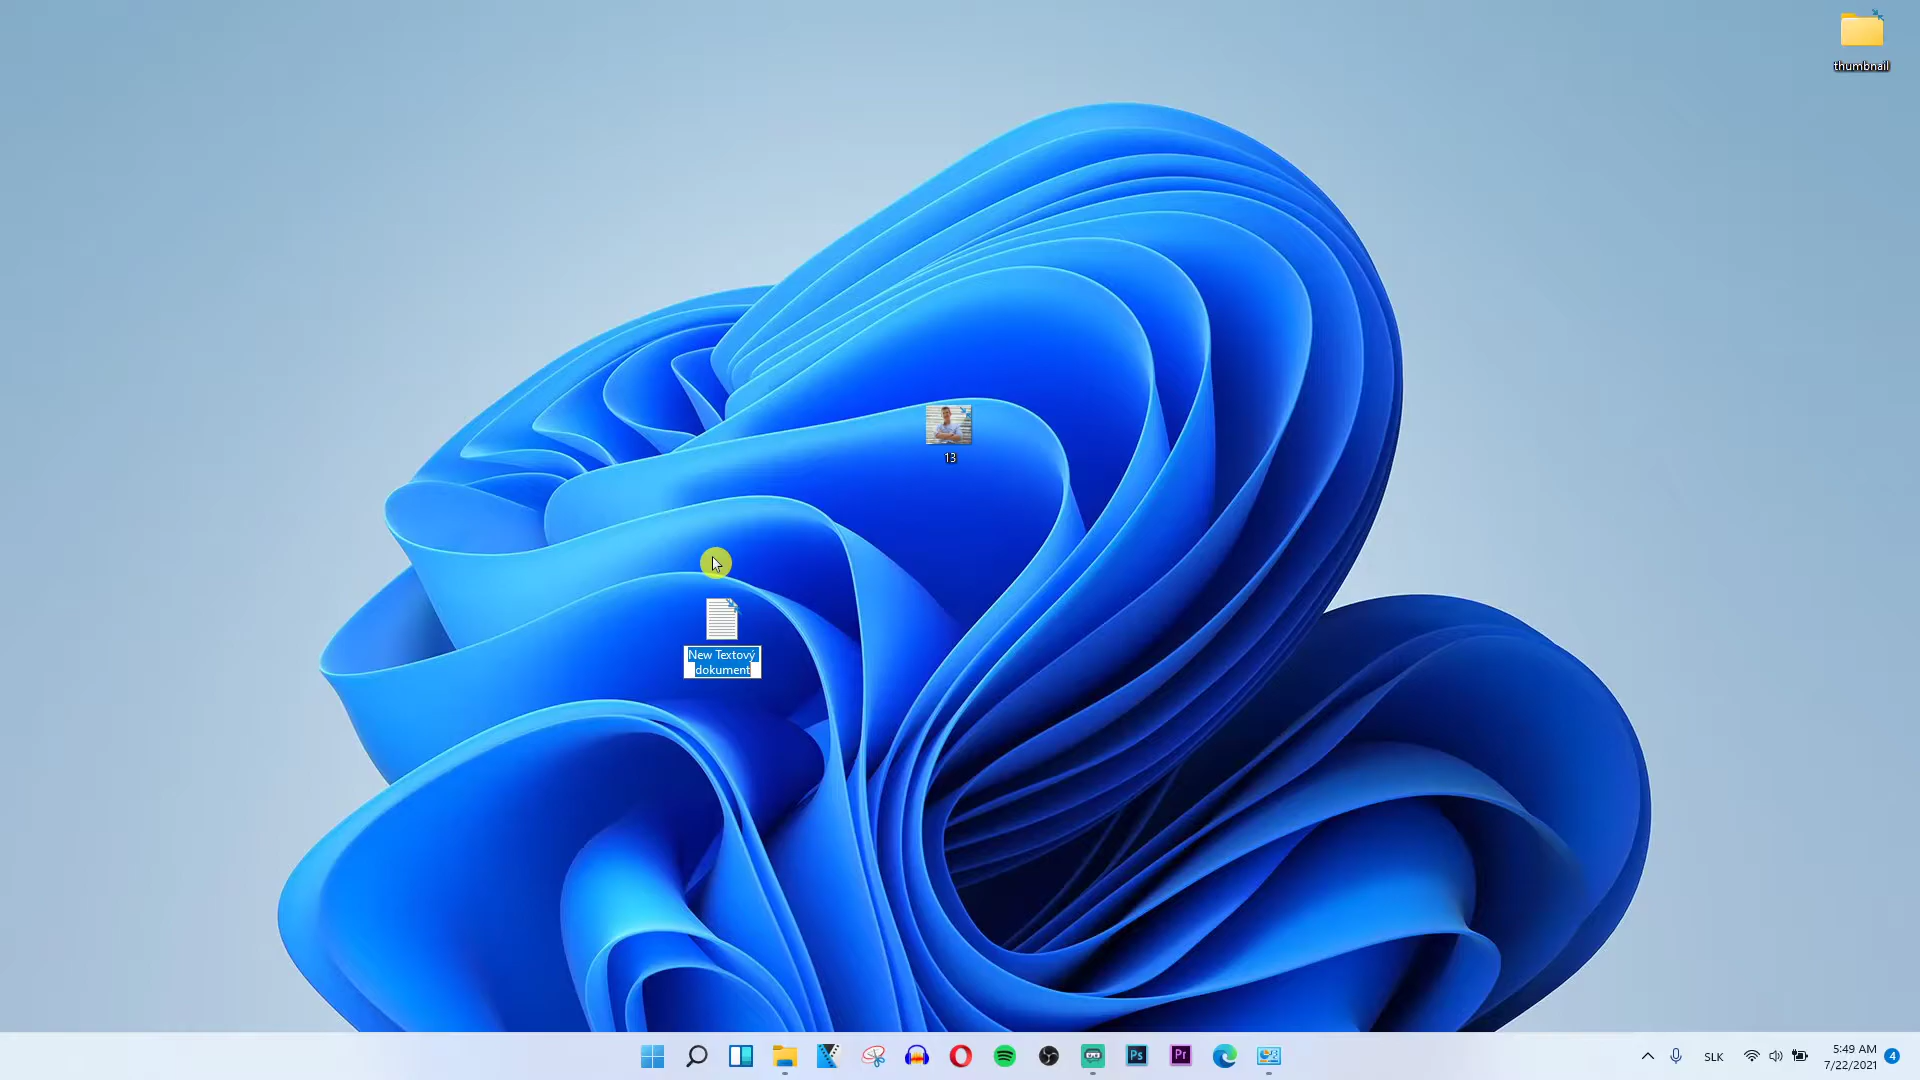 thumbnail
13
New Textový
dokument
Ps
Pr
SLK
5:49 AM
7/22/2021
4